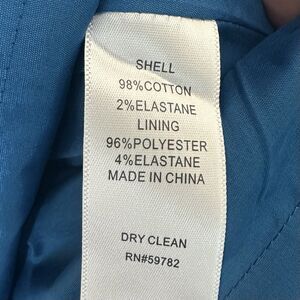 SHELL
98%COTTON
2%ELASTANE
LINING
96%POLYESTER
4%ELASTANE
MADE IN CHINA
DRY CLEAN
RN#59782